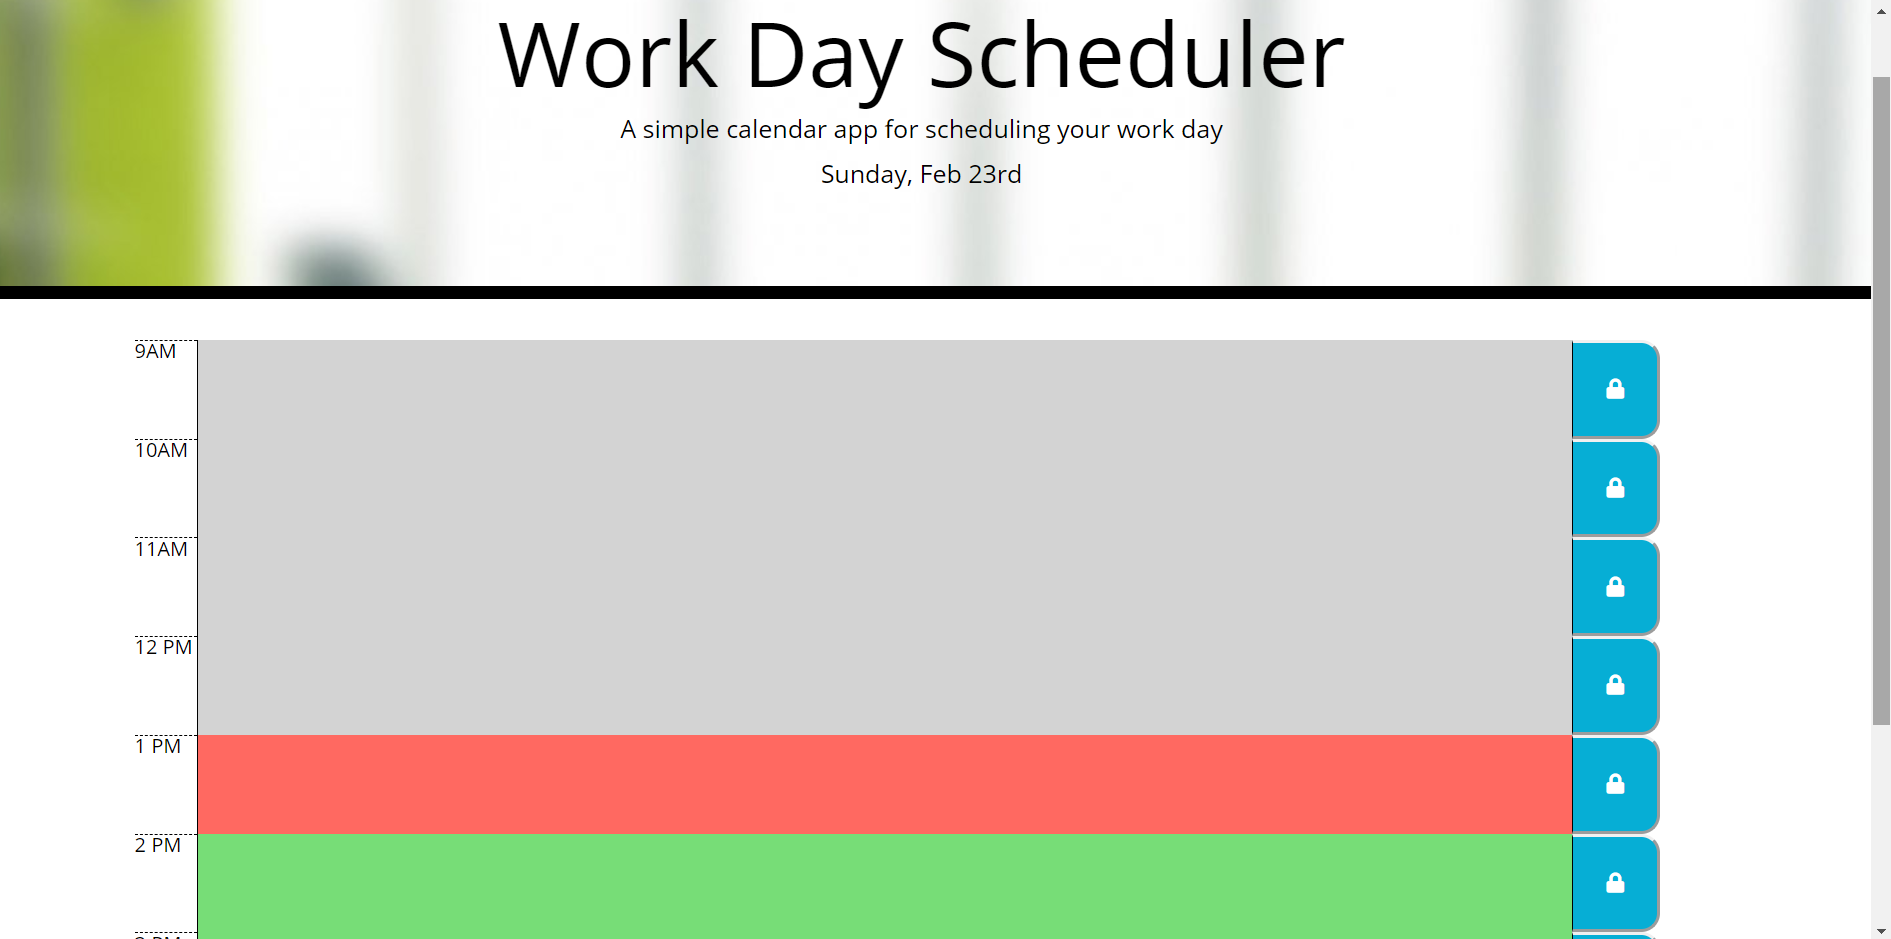 Work Day Scheduler
A simple calendar app for scheduling your work day
Sunday, Feb 23rd
9AM
10AM
11AM
12 PM
1 PM
2 PM